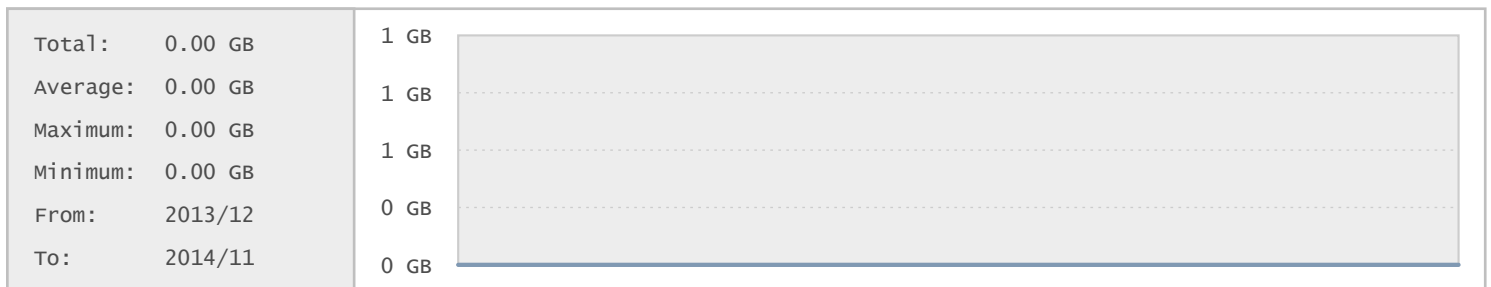 Total: 0.00 GB
Average: 0.00 GB
Maximum: 0.00 GB
Minimum: 0.00 GB
From: 2013/12
To: 2014/11
1 GB
1 GB
1 GB
0 GB
0 GB